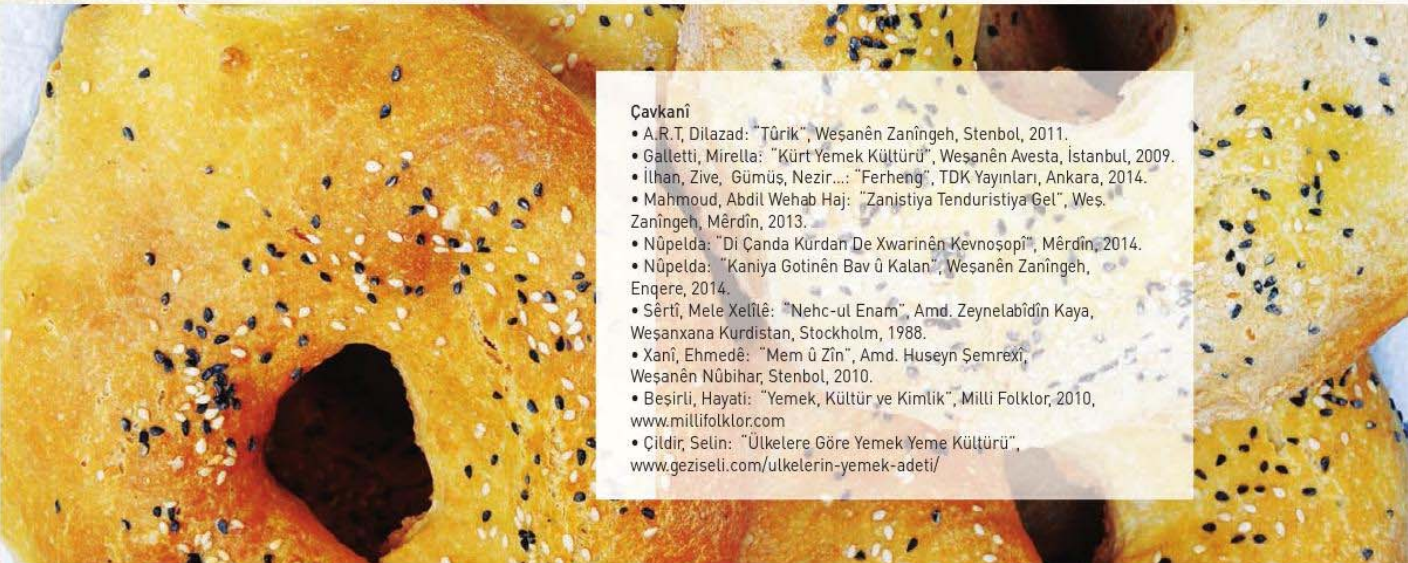 Çavkanî
• A.R.T, Dilazad: "Tûrik", Weşanên Zanîngeh, Stenbol, 2011.
• Galletti, Mirella: "Kürt Yemek Kültürü", Weşanên Avesta, İstanbul, 2009.
• İlhan, Zive, Gümüş, Nezir...: "Ferheng", TDK Yayınları, Ankara, 2014.
• Mahmoud, Abdil Wehab Haj: "Zanistiya Tenduristiya Gel", Weş.
Zanîngeh, Mêrdîn, 2013.
• Nûpelda: "Di Çanda Kurdan De Xwarinên Kevnoşopî", Mêrdîn, 2014.
• Nûpelda: "Kaniya Gotinên Bav û Kalan", Weşanên Zanîngeh,
Enqere, 2014.
• Sêrtî, Mele Xelîlê: "Nehc-ul Enam", Amd. Zeynelabîdîn Kaya,
Weşanxana Kurdistan, Stockholm, 1988.
• Xanî, Ehmedê: "Mem û Zîn", Amd. Huseyn Şemrexî,
Weşanên Nûbihar, Stenbol, 2010.
• Beşirli, Hayati: "Yemek, Kültür ve Kimlik", Milli Folklor, 2010,
www.millifolklor.com
• Çildir, Selin: "Ülkelere Göre Yemek Yeme Kültürü",
www.geziseli.com/ulkelerin-yemek-adeti/